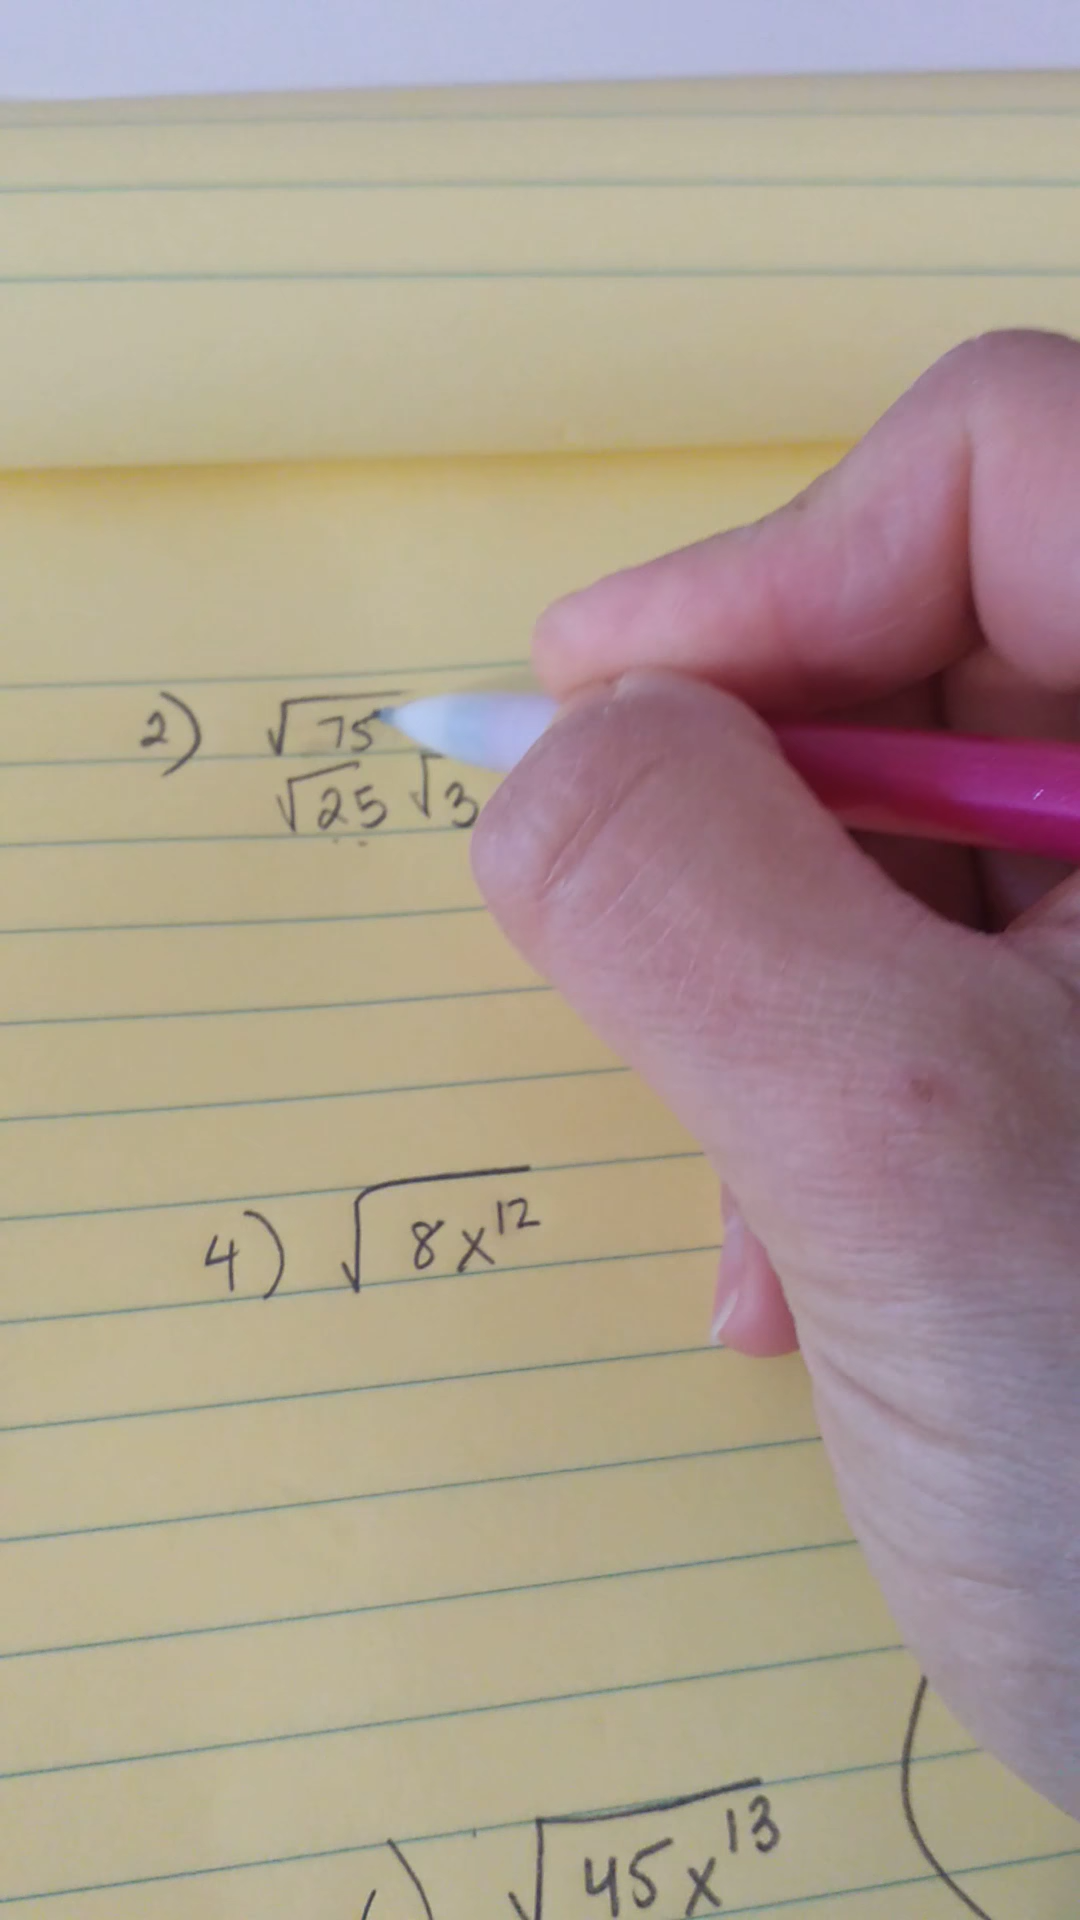 2) √75
√25 √3
4) √8x¹²
√45x¹³